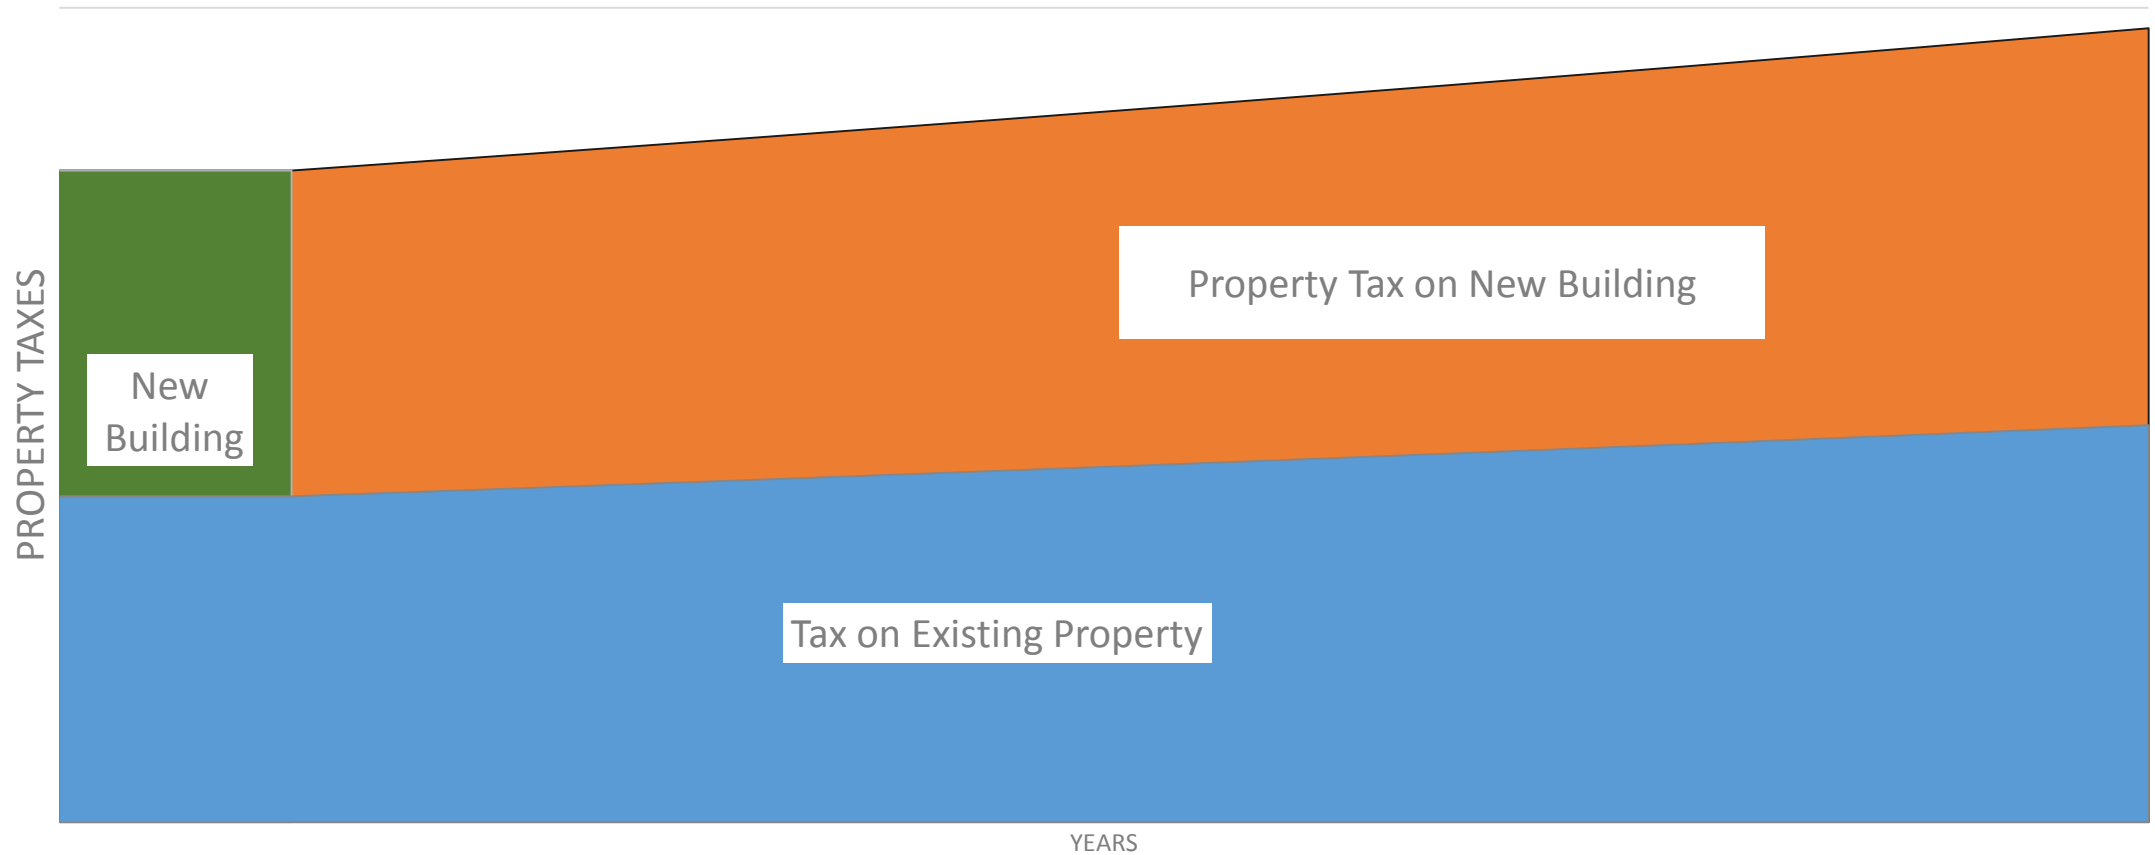 PROPERTY TAXES
New
Building
Property Tax on New Building
Tax on Existing Property
YEARS